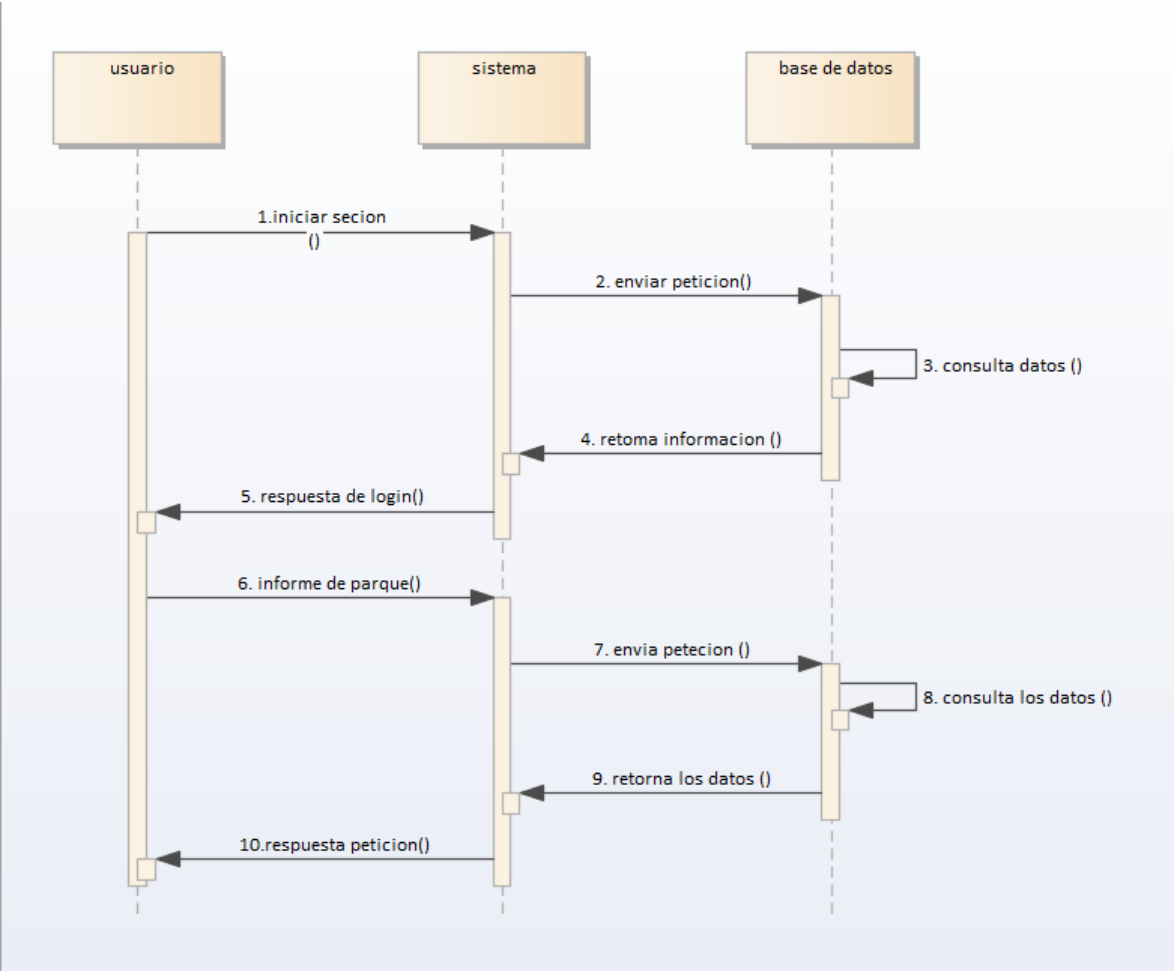 usuario
sistema
base de datos
1.iniciar secion
()
2. enviar peticion()
3. consulta datos ()
4. retoma informacion ()
5. respuesta de login()
6. informe de parque()
7. envia petecion ()
8. consulta los datos ()
9. retorna los datos ()
10.respuesta peticion()